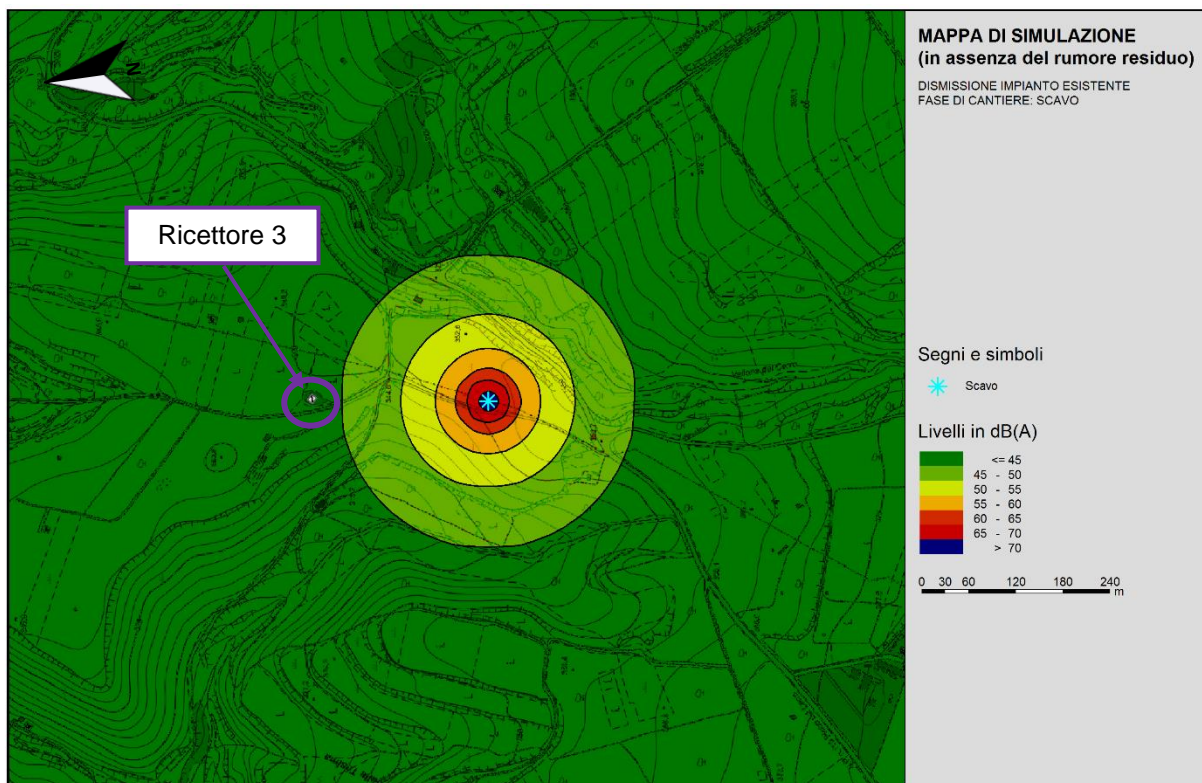 MAPPA DI SIMULAZIONE
(in assenza del rumore residuo)
DISMISSIONE IMPIANTO ESISTENTE
FASE DI CANTIERE: SCAVO
N
Ricettore 3
352,6
Segni e simboli
Scavo
Livelli in dB(A)
<= 45
45 - 50
50 - 55
55 - 60
60 - 65
65 - 70
> 70
0 30 60 120 180 240
m